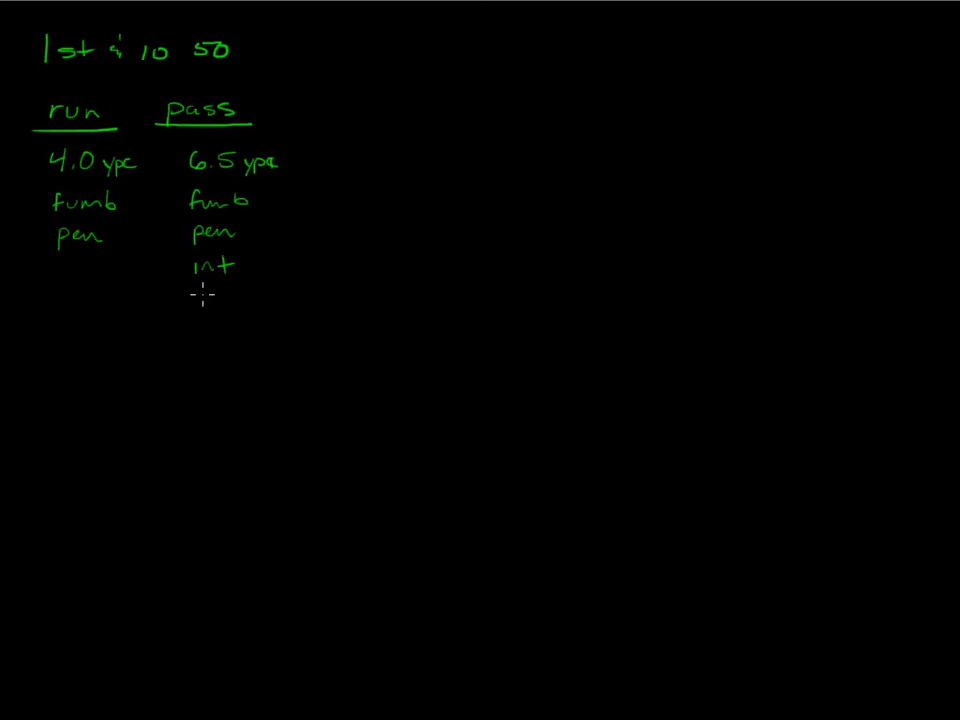 1st & 10 50
run pass
4.0 ypc 6.5 ypa
fumb fumb
pen pen
int